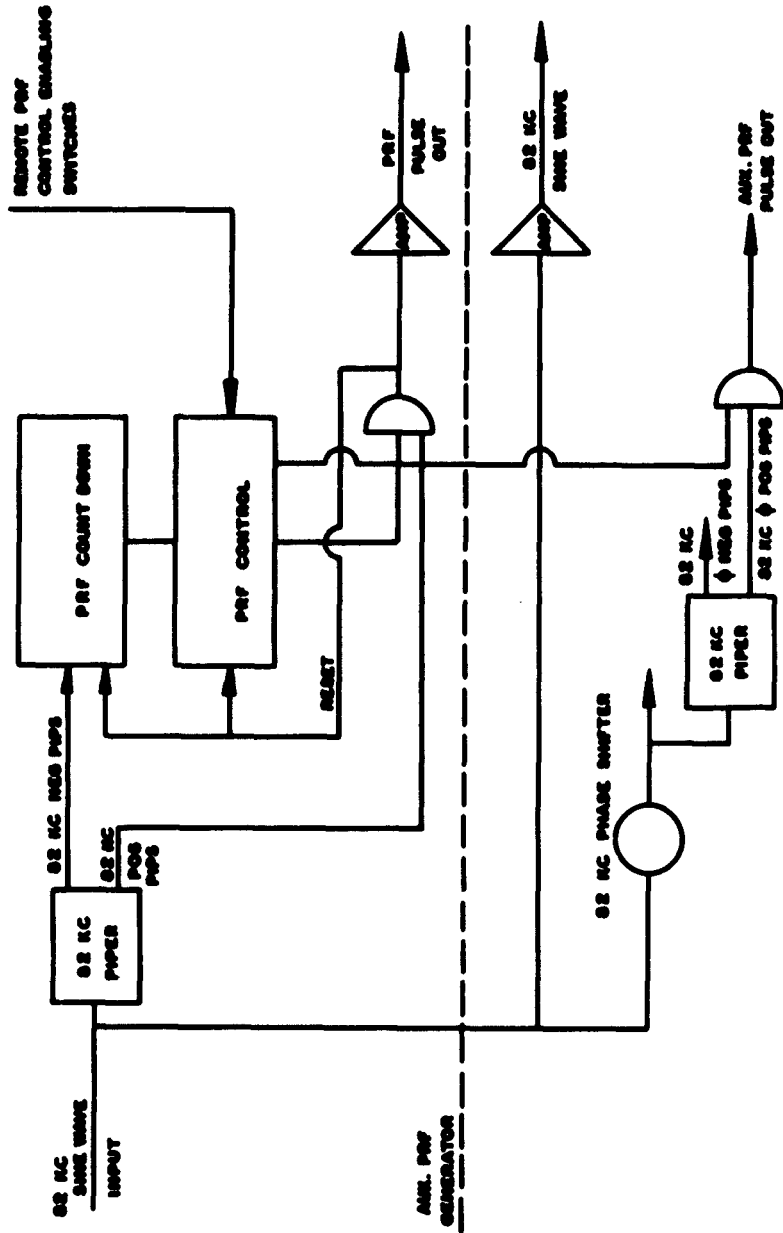 82 KC
SINE WAVE
INPUT
82 KC
PIPER
82 KC NEG PIPS
82 KC
POS
PIPS
PRF COUNT DOWN
PRF CONTROL
REMOTE PRF
CONTROL ENABLING
SWITCHES
RESET
AMP
PRF
PULSE
OUT
AUX. PRF
GENERATOR
AMP
82 KC
SINE WAVE
82 KC PHASE SHIFTER
82 KC
PIPER
82 KC
ϕ NEG PIPS
82 KC ϕ POS PIPS
AUX. PRF
PULSE OUT